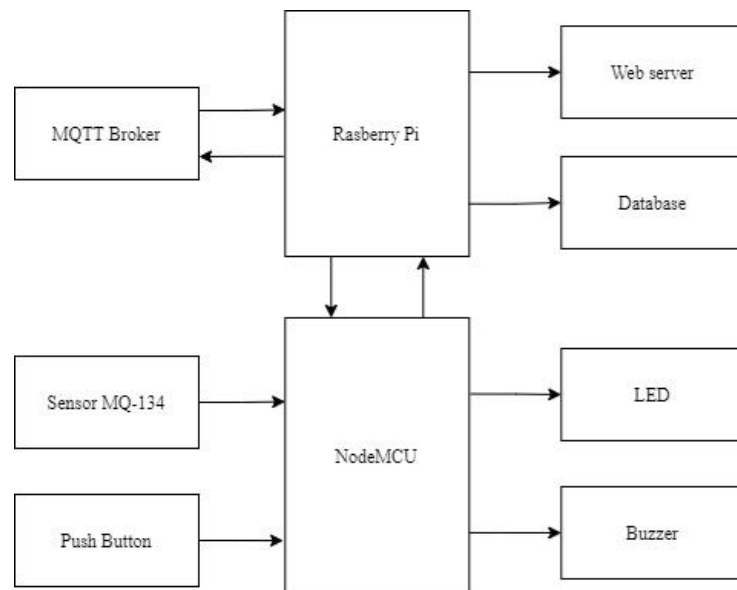 Web server
MQTT Broker
Rasberry Pi
Database
Sensor MQ-134
LED
NodeMCU
Push Button
Buzzer